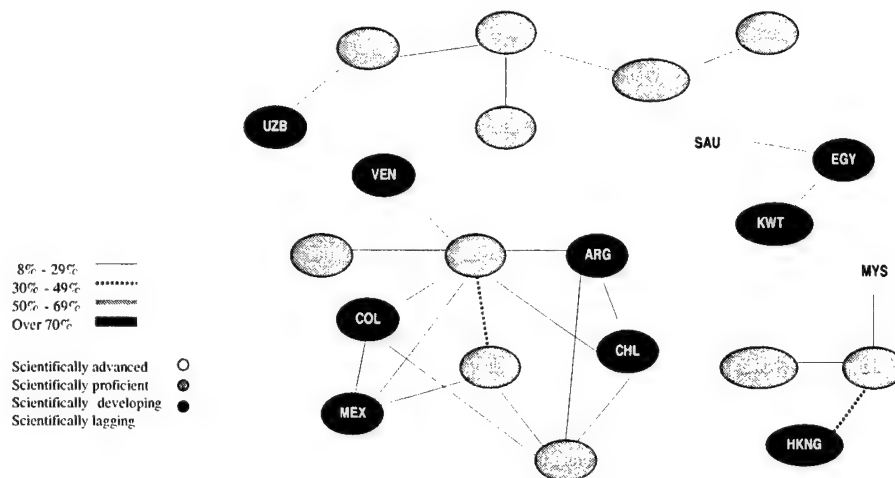 UZB
SAU
EGY
VEN
KWT
ARG
MYS
8% - 29%
30% - 49%
50% - 69%
Over 70%
COL
CHL
Scientifically advanced
Scientifically proficient
Scientifically developing
Scientifically lagging
MEX
HKNG